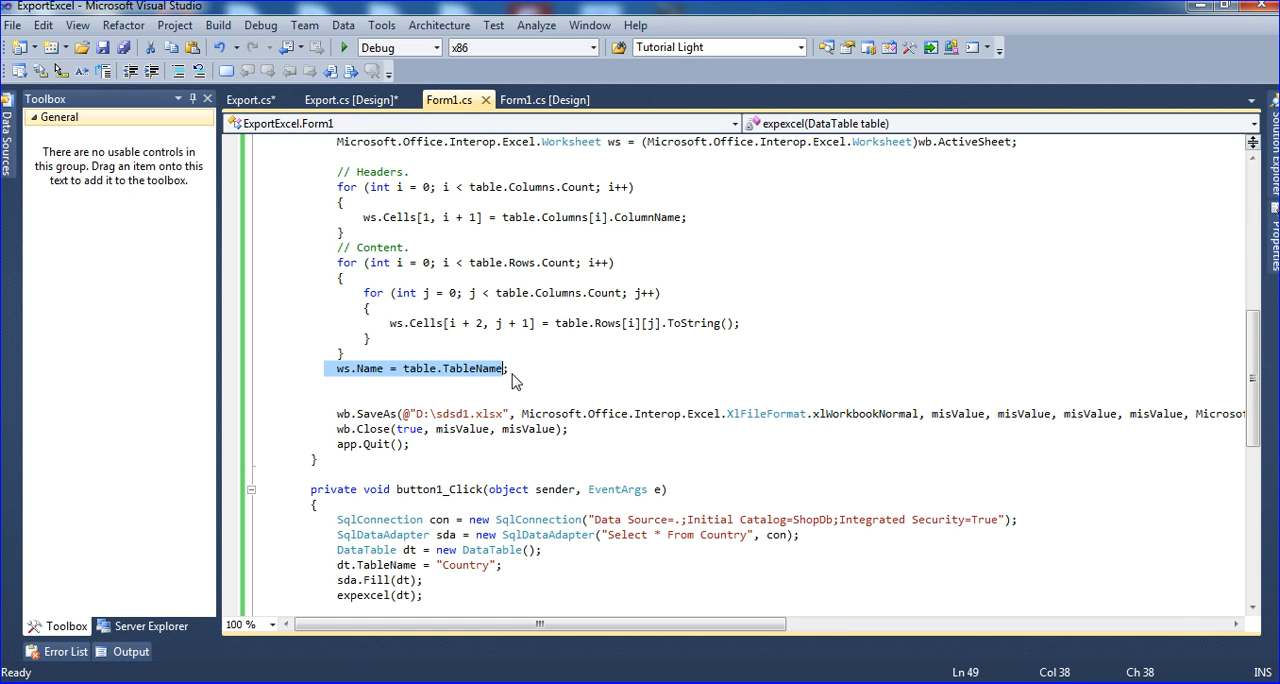 ExportExcel - Microsoft Visual Studio
File Edit View Refactor Project Build Debug Team Data Tools Architecture Test Analyze Window Help
Debug x86 Tutorial Light
Toolbox
Export.cs* Export.cs [Design]* Form1.cs Form1.cs [Design]
General
ExportExcel.Form1 expexcel(DataTable table)
There are no usable controls in
this group. Drag an item onto this
text to add it to the toolbox.
Data Sources
Solution Explorer
Properties
Microsoft.Office.Interop.Excel.Worksheet ws = (Microsoft.Office.Interop.Excel.Worksheet)wb.ActiveSheet;
// Headers.
for (int i = 0; i < table.Columns.Count; i++)
{
ws.Cells[1, i + 1] = table.Columns[i].ColumnName;
}
// Content.
for (int i = 0; i < table.Rows.Count; i++)
{
for (int j = 0; j < table.Columns.Count; j++)
{
ws.Cells[i + 2, j + 1] = table.Rows[i][j].ToString();
}
}
ws.Name = table.TableName;
wb.SaveAs(@"D:\sdsd1.xlsx", Microsoft.Office.Interop.Excel.XlFileFormat.xlWorkbookNormal, misValue, misValue, misValue, misValue, Microsof
wb.Close(true, misValue, misValue);
app.Quit();
}
private void button1_Click(object sender, EventArgs e)
{
SqlConnection con = new SqlConnection("Data Source=.;Initial Catalog=ShopDb;Integrated Security=True");
SqlDataAdapter sda = new SqlDataAdapter("Select * From Country", con);
DataTable dt = new DataTable();
dt.TableName = "Country";
sda.Fill(dt);
expexcel(dt);
Toolbox Server Explorer
100 %
Error List Output
Ready Ln 49 Col 38 Ch 38 INS